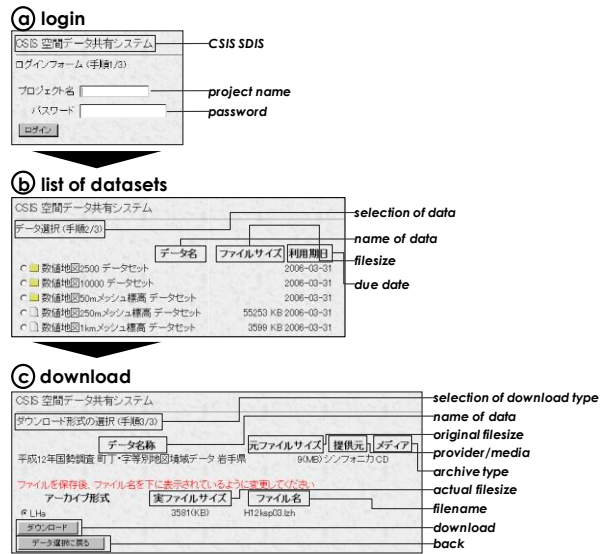 a login
CSIS 空間データ共有システム CSIS SDIS
ログインフォーム (手順1/3)
プロジェクト名 project name
パスワード password
ログイン
b list of datasets
CSIS 空間データ共有システム
selection of data
データ選択 (手順2/3)
name of data
データ名 ファイルサイズ 利用期日
filesize
数値地図2500 データセット 2006-03-31
due date
数値地図10000 データセット 2006-03-31
数値地図50mメッシュ標高 データセット 2006-03-31
数値地図250mメッシュ標高 データセット 55253 KB 2006-03-31
数値地図1kmメッシュ標高 データセット 3599 KB 2006-03-31
c download
CSIS 空間データ共有システム selection of download type
ダウンロード形式の選択 (手順3/3) name of data
original filesize
データ名称 元ファイルサイズ 提供元 メディア
provider/media
平成12年国勢調査 町丁・字等別地図境域データ 岩手県 9(MB) シンフォニカ CD
archive type
ファイルを保存後、ファイル名を下に表示されているように変更してください
actual filesize
アーカイブ形式 実ファイルサイズ ファイル名
filename
LHa 3581(KB) H12ksp03.lzh
ダウンロード download
データ選択に戻る back